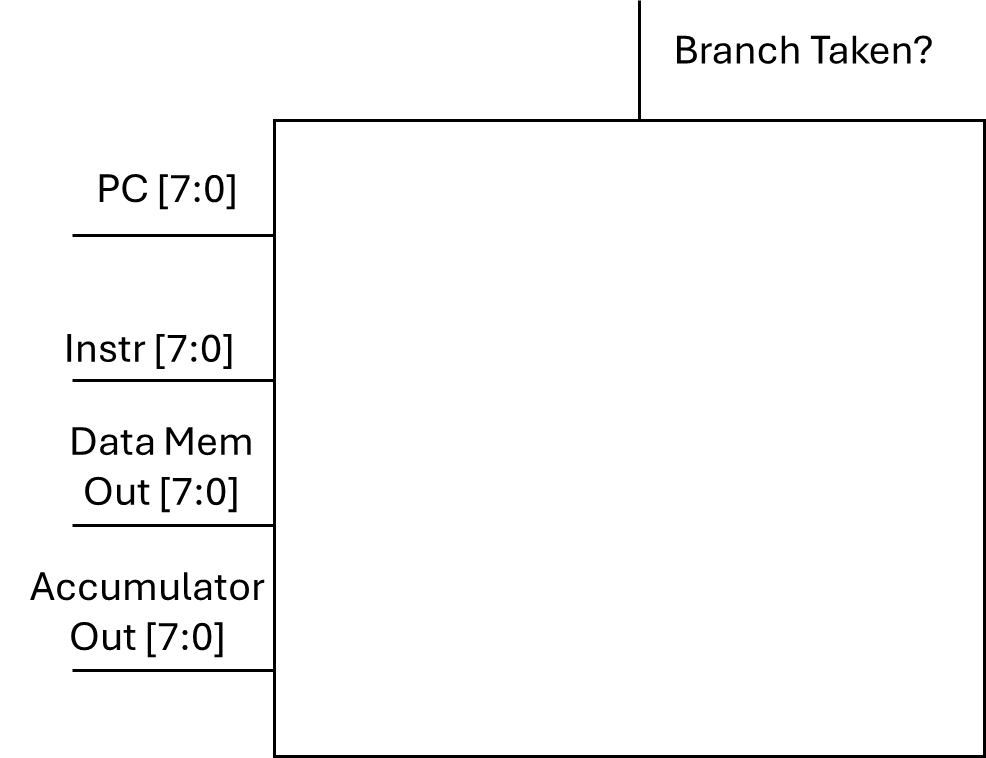 Branch Taken?
PC [7:0]
Instr [7:0]
Data Mem
Out [7:0]
Accumulator
Out [7:0]